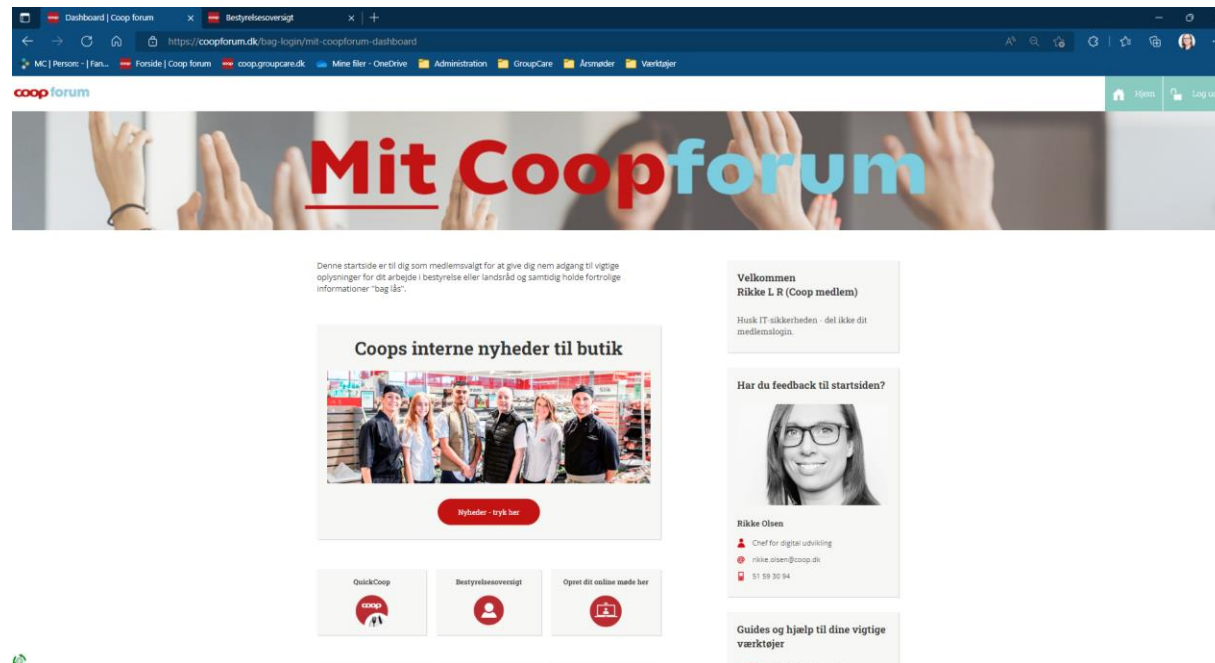 Dashboard | Coop forum
Bestyrelsesoversigt
https://coopforum.dk/bag-login/mit-coopforum-dashboard
MC | Person: - | Fan...
Forside | Coop forum
coop.groupcare.dk
Mine filer - OneDrive
Administration
GroupCare
Årsmøder
Værktøjer
coop forum
Hjem
Log u
Mit Coopforum
Denne startside er til dig som medlemsvalgt for at give dig nem adgang til vigtige
oplysninger for dit arbejde i bestyrelse eller landsråd og samtidig holde fortrolige
informationer "bag lås".
Coops interne nyheder til butik
Nyheder - tryk her
QuickCoop
Bestyrelsesoversigt
Opret dit online møde her
coop
Velkommen
Rikke L R (Coop medlem)
Husk IT-sikkerheden - del ikke dit
medlemslogin.
Har du feedback til startsiden?
Rikke Olsen
Chef for digital udvikling
rikke.olsen@coop.dk
51 59 30 94
Guides og hjælp til dine vigtige
værktøjer